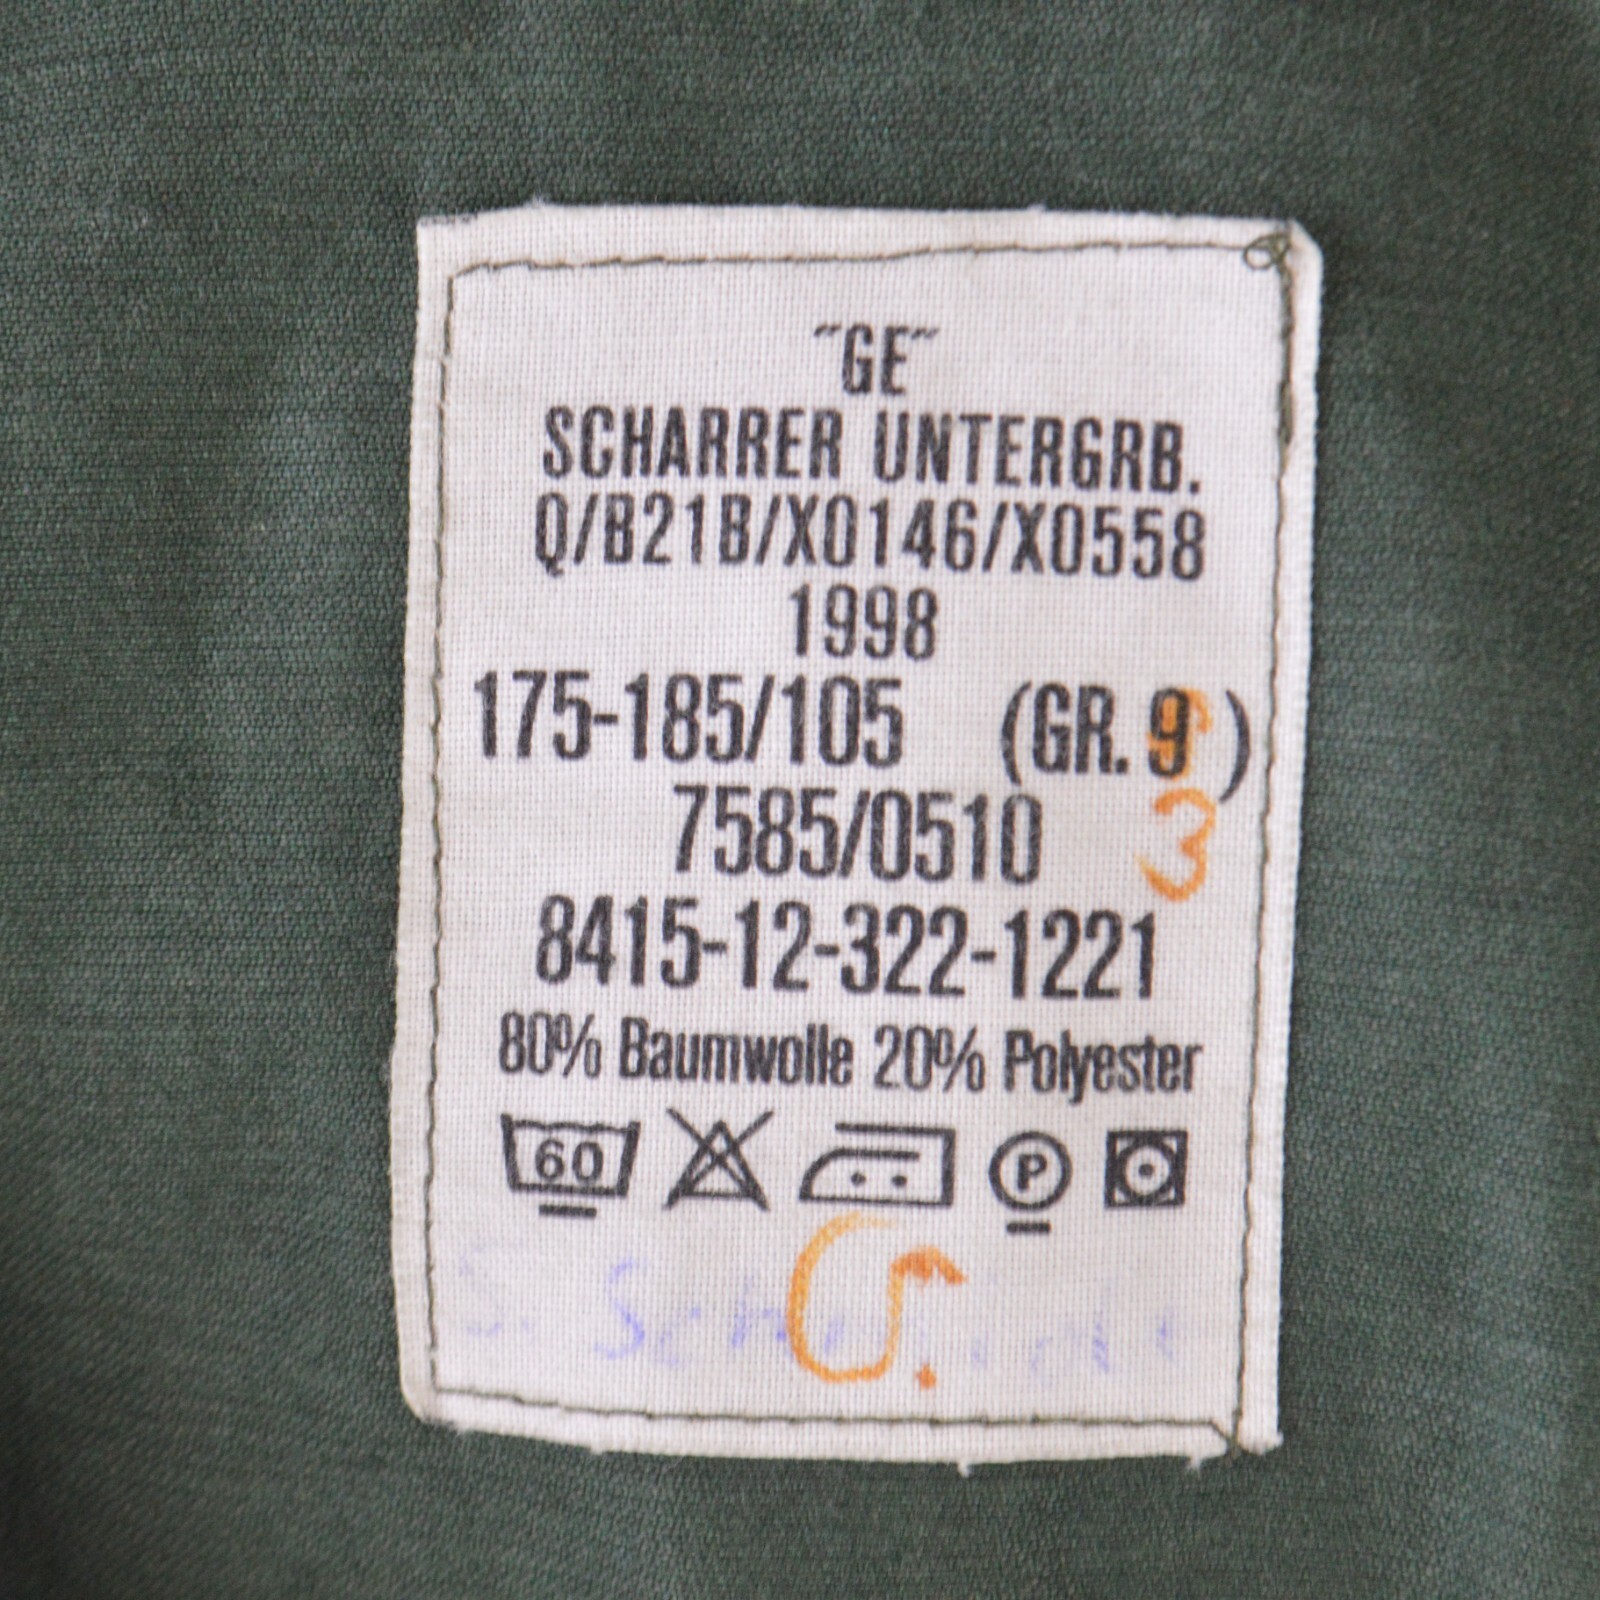 "GE"
SCHARRER UNTERGRB.
Q/B21B/X0146/X0558
1998
175-185/105 (GR. 9)
7585/0510
3
8415-12-322-1221
80% Baumwolle 20% Polyester
60 P